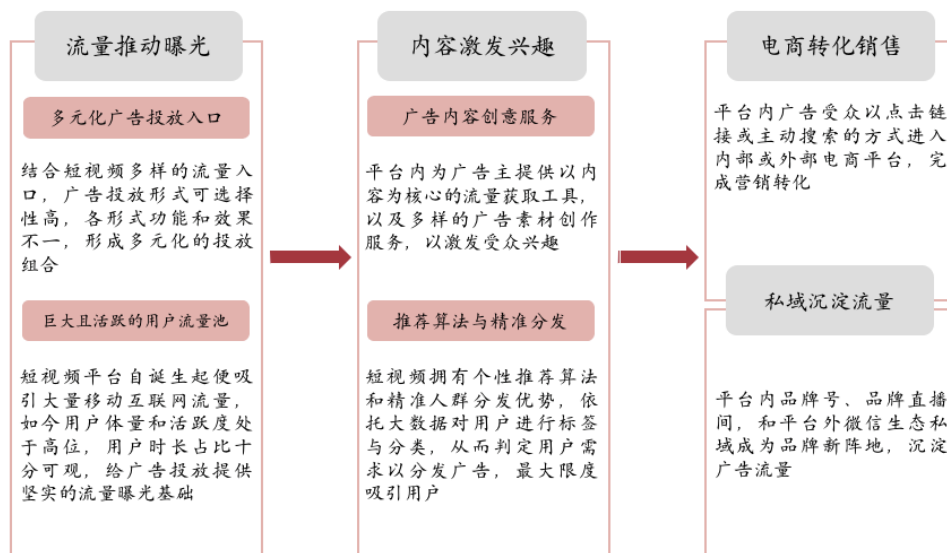 流量推动曝光
多元化广告投放入口
结合短视频多样的流量入
口，广告投放形式可选择
性高，各形式功能和效果
不一，形成多元化的投放
组合
巨大且活跃的用户流量池
短视频平台自诞生起便吸
引大量移动互联网流量，
如今用户体量和活跃度处
于高位，用户时长占比十
分可观，给广告投放提供
坚实的流量曝光基础
内容激发兴趣
广告内容创意服务
平台内为广告主提供以内
容为核心的流量获取工具，
以及多样的广告素材创作
服务，以激发受众兴趣
推荐算法与精准分发
短视频拥有个性推荐算法
和精准人群分发优势，依
托大数据对用户进行标签
与分类，从而判定用户需
求以分发广告，最大限度
吸引用户
电商转化销售
平台内广告受众以点击链
接或主动搜索的方式进入
内部或外部电商平台，完
成营销转化
私域沉淀流量
平台内品牌号、品牌直播
间，和平台外微信生态私
域成为品牌新阵地，沉淀
广告流量